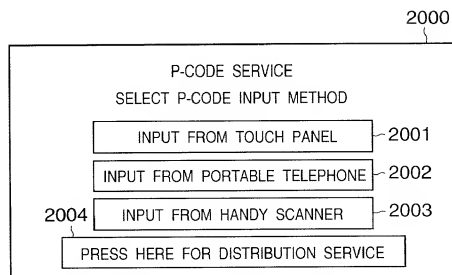 2000
P-CODE SERVICE
SELECT P-CODE INPUT METHOD
INPUT FROM TOUCH PANEL 2001
INPUT FROM PORTABLE TELEPHONE 2002
INPUT FROM HANDY SCANNER 2003
2004
PRESS HERE FOR DISTRIBUTION SERVICE